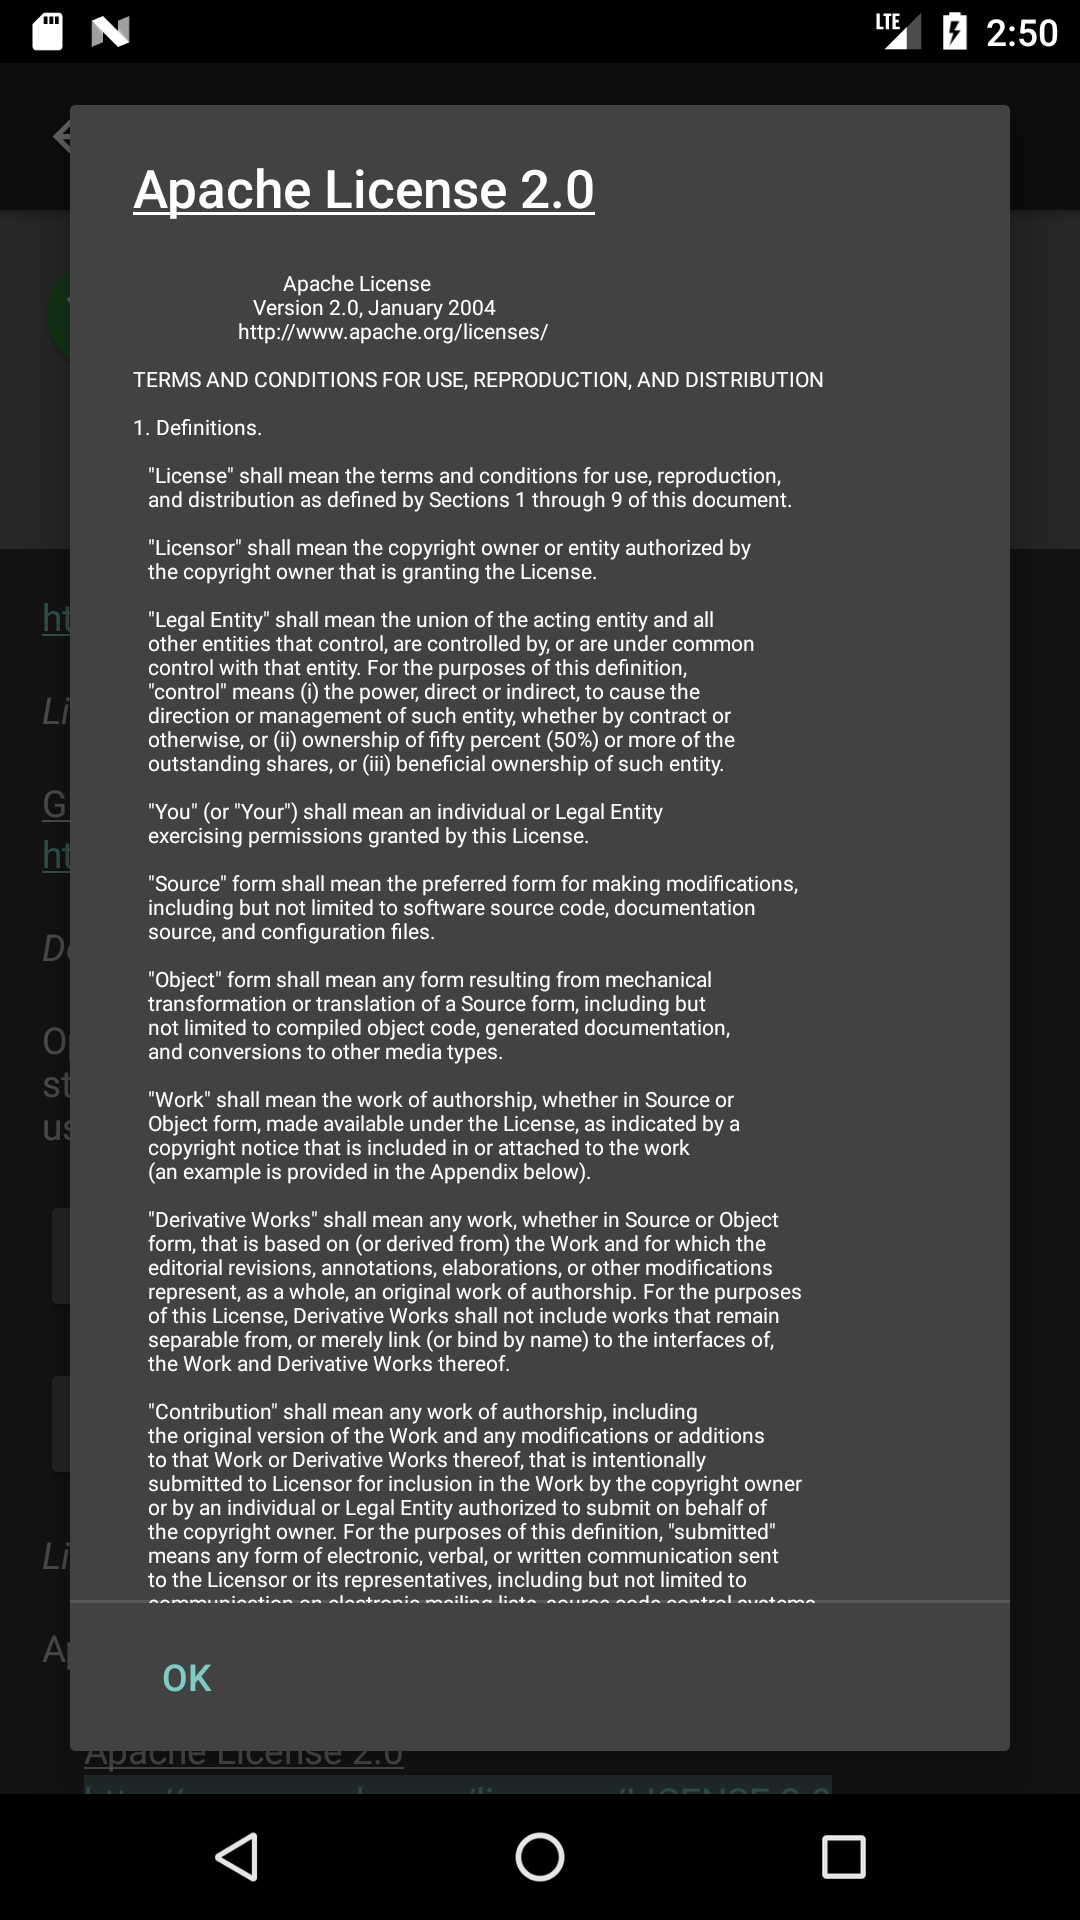 LTE 2:50
Apache License 2.0
Apache License
Version 2.0, January 2004
http://www.apache.org/licenses/
TERMS AND CONDITIONS FOR USE, REPRODUCTION, AND DISTRIBUTION
1. Definitions.
"License" shall mean the terms and conditions for use, reproduction,
and distribution as defined by Sections 1 through 9 of this document.
"Licensor" shall mean the copyright owner or entity authorized by
the copyright owner that is granting the License.
"Legal Entity" shall mean the union of the acting entity and all
other entities that control, are controlled by, or are under common
control with that entity. For the purposes of this definition,
"control" means (i) the power, direct or indirect, to cause the
direction or management of such entity, whether by contract or
otherwise, or (ii) ownership of fifty percent (50%) or more of the
outstanding shares, or (iii) beneficial ownership of such entity.
"You" (or "Your") shall mean an individual or Legal Entity
exercising permissions granted by this License.
"Source" form shall mean the preferred form for making modifications,
including but not limited to software source code, documentation
source, and configuration files.
"Object" form shall mean any form resulting from mechanical
transformation or translation of a Source form, including but
not limited to compiled object code, generated documentation,
and conversions to other media types.
"Work" shall mean the work of authorship, whether in Source or
Object form, made available under the License, as indicated by a
copyright notice that is included in or attached to the work
(an example is provided in the Appendix below).
"Derivative Works" shall mean any work, whether in Source or Object
form, that is based on (or derived from) the Work and for which the
editorial revisions, annotations, elaborations, or other modifications
represent, as a whole, an original work of authorship. For the purposes
of this License, Derivative Works shall not include works that remain
separable from, or merely link (or bind by name) to the interfaces of,
the Work and Derivative Works thereof.
"Contribution" shall mean any work of authorship, including
the original version of the Work and any modifications or additions
to that Work or Derivative Works thereof, that is intentionally
submitted to Licensor for inclusion in the Work by the copyright owner
or by an individual or Legal Entity authorized to submit on behalf of
the copyright owner. For the purposes of this definition, "submitted"
means any form of electronic, verbal, or written communication sent
to the Licensor or its representatives, including but not limited to
communication on electronic mailing lists, source code control systems,
OK
Apache License 2.0